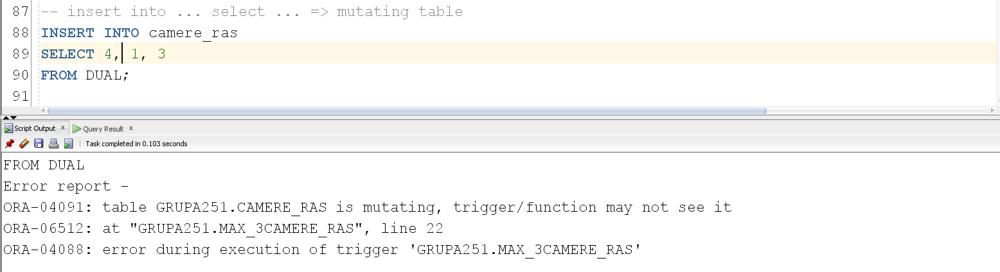 87 -- insert into ... select ... => mutating table
88 INSERT INTO camere_ras
89 SELECT 4, 1, 3
90 FROM DUAL;
91
Script Output x Query Result x
Task completed in 0.103 seconds
FROM DUAL
Error report -
ORA-04091: table GRUPA251.CAMERE_RAS is mutating, trigger/function may not see it
ORA-06512: at "GRUPA251.MAX_3CAMERE_RAS", line 22
ORA-04088: error during execution of trigger 'GRUPA251.MAX_3CAMERE_RAS'